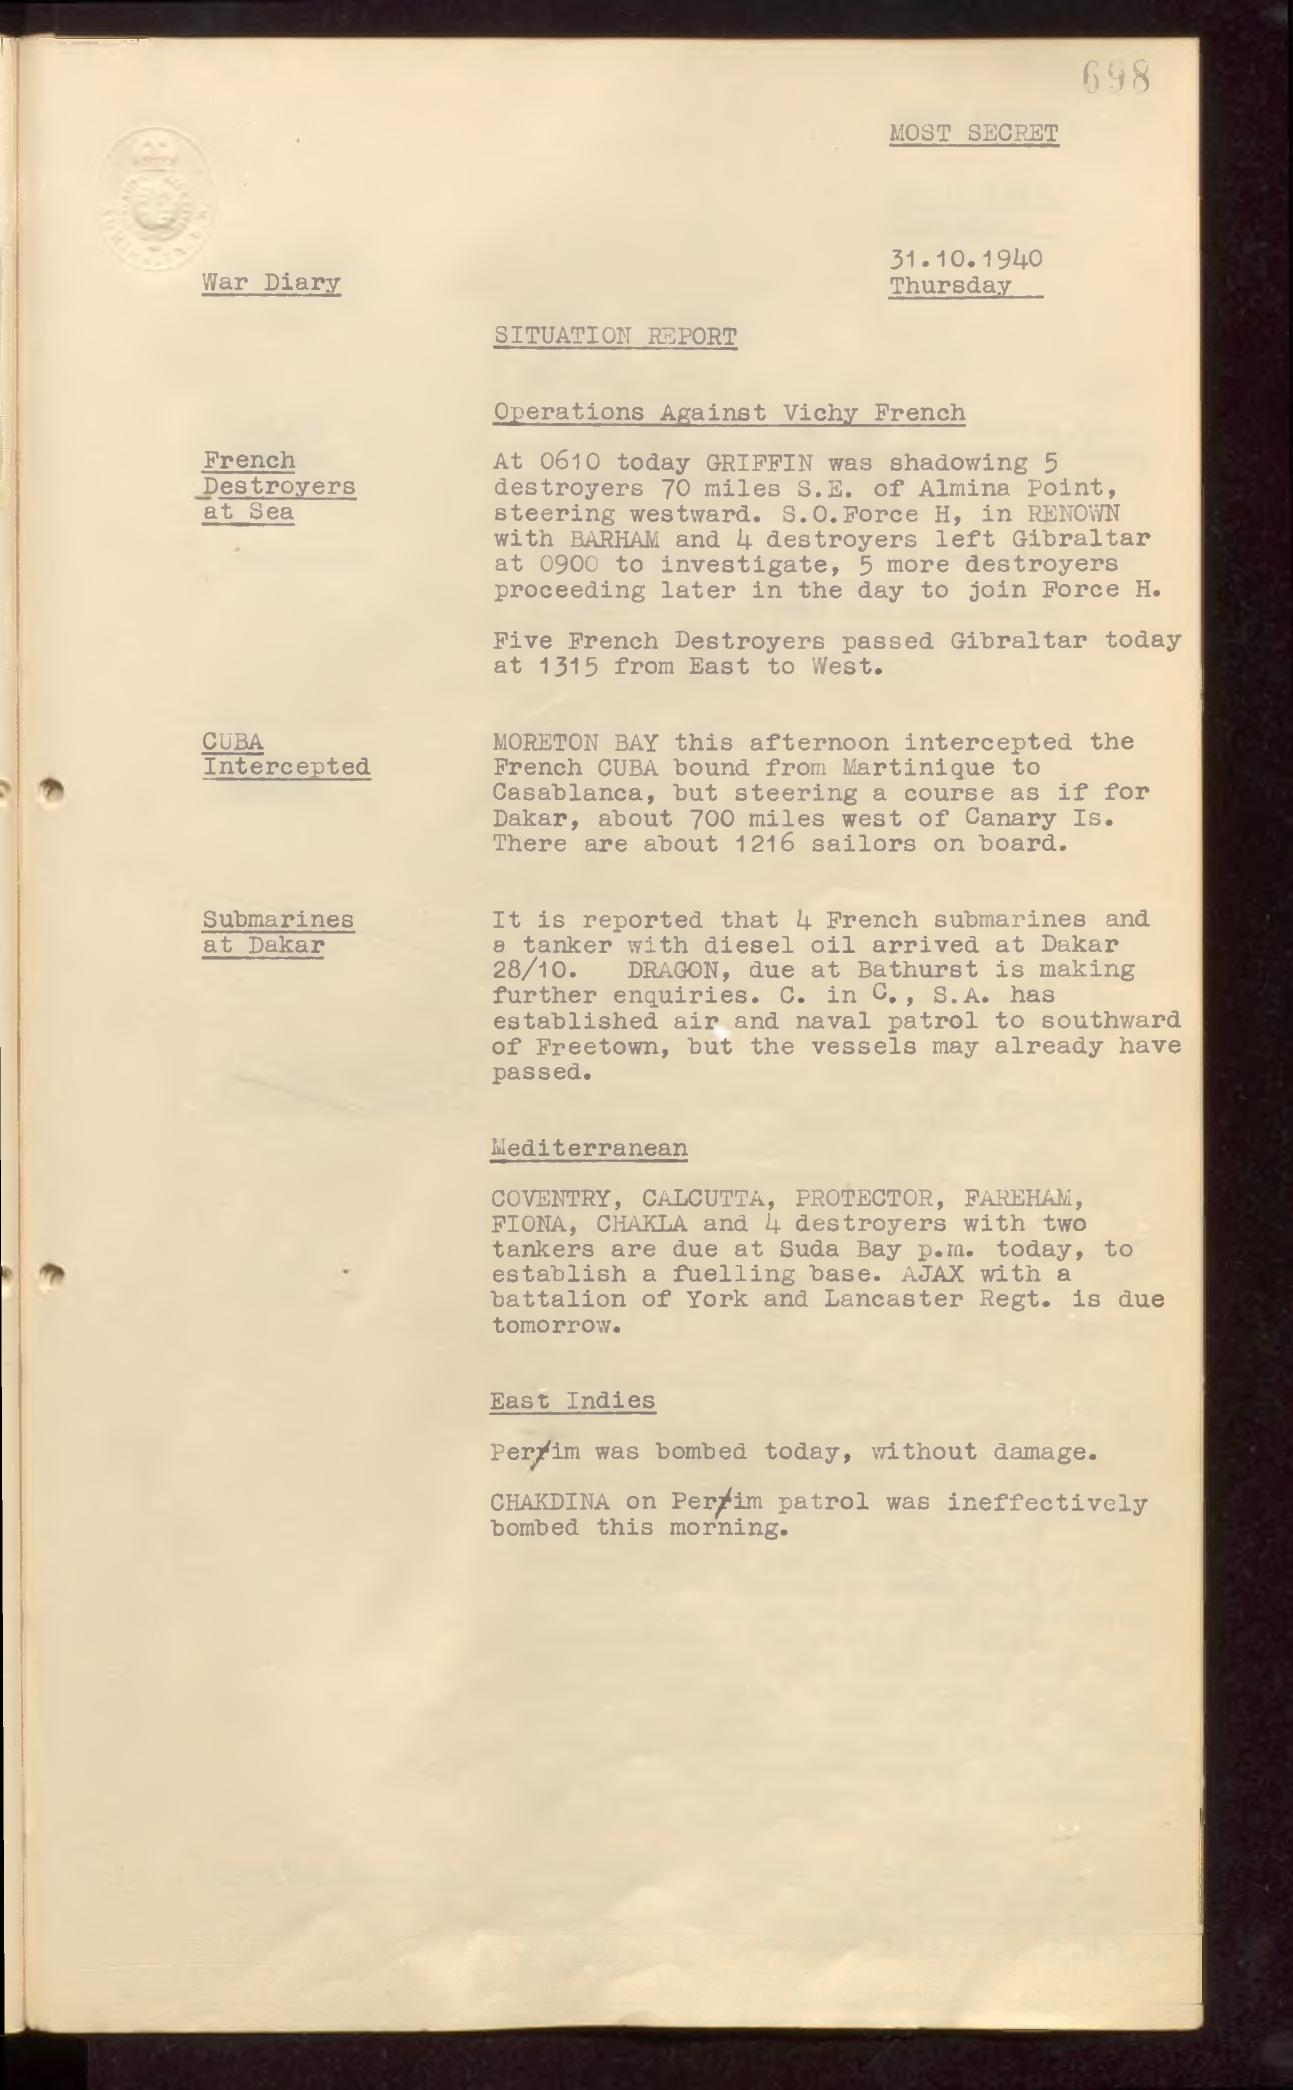 698
MOST SECRET
31.10.1940
Thursday
War Diary
SITUATION REPORT
Operations Against Vichy French
French
Destroyers
at Sea
At 0610 today GRIFFIN was shadowing 5
destroyers 70 miles S.E. of Almina Point,
steering westward. S.O.Force H, in RENOWN
with BARHAM and 4 destroyers left Gibraltar
at 0900 to investigate, 5 more destroyers
proceeding later in the day to join Force H.
Five French Destroyers passed Gibraltar today
at 1315 from East to West.
CUBA
Intercepted
MORETON BAY this afternoon intercepted the
French CUBA bound from Martinique to
Casablanca, but steering a course as if for
Dakar, about 700 miles west of Canary Is.
There are about 1216 sailors on board.
Submarines
at Dakar
It is reported that 4 French submarines and
a tanker with diesel oil arrived at Dakar
28/10. DRAGON, due at Bathurst is making
further enquiries. C. in C., S.A. has
established air and naval patrol to southward
of Freetown, but the vessels may already have
passed.
Mediterranean
COVENTRY, CALCUTTA, PROTECTOR, FAREHAM,
FIONA, CHAKLA and 4 destroyers with two
tankers are due at Suda Bay p.m. today, to
establish a fuelling base. AJAX with a
battalion of York and Lancaster Regt. is due
tomorrow.
East Indies
Perim was bombed today, without damage.
CHAKDINA on Perim patrol was ineffectively
bombed this morning.